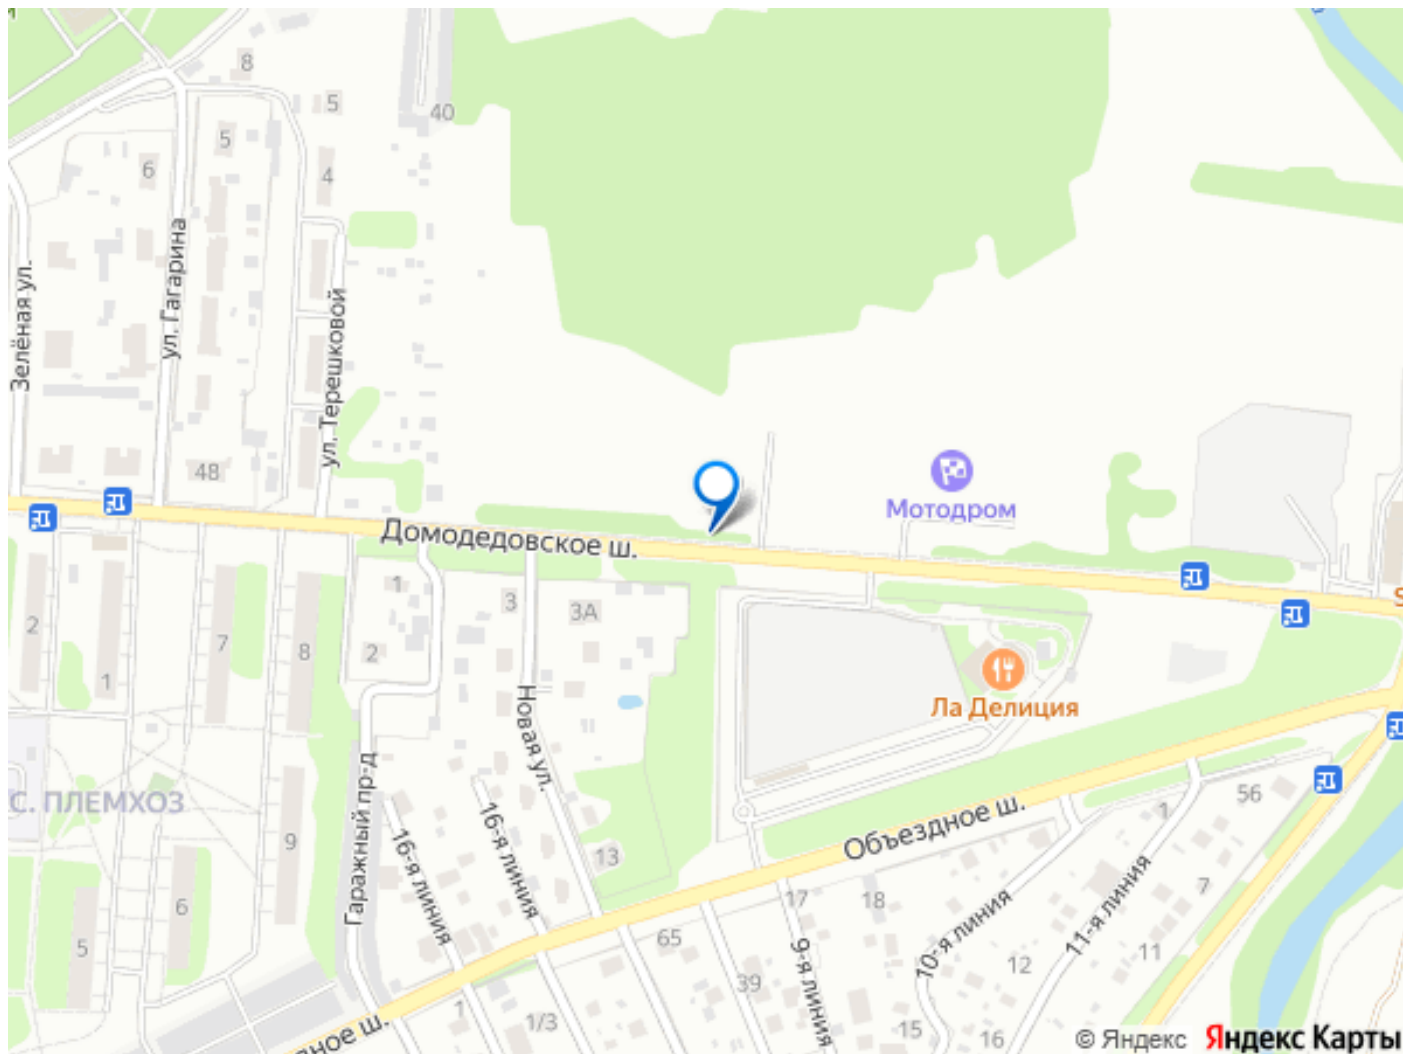 8
5
40
5
6
4
ул. Гагарина
Зелёная ул.
ул. Терешковой
48
Мотодром
Домодедовское ш.
1
3
3А
2
7
8
2
1
Ла Делиция
Новая ул.
Гаражный пр-д
С. ПЛЕМХОЗ
16-я линия
16-я линия
Объездное ш.
56
1
9
13
7
17
18
6
5
65
9-я линия
10-я линия
11-я линия
11
12
39
1
1/3
15
16
ное ш.
© Яндекс Яндекс Карты